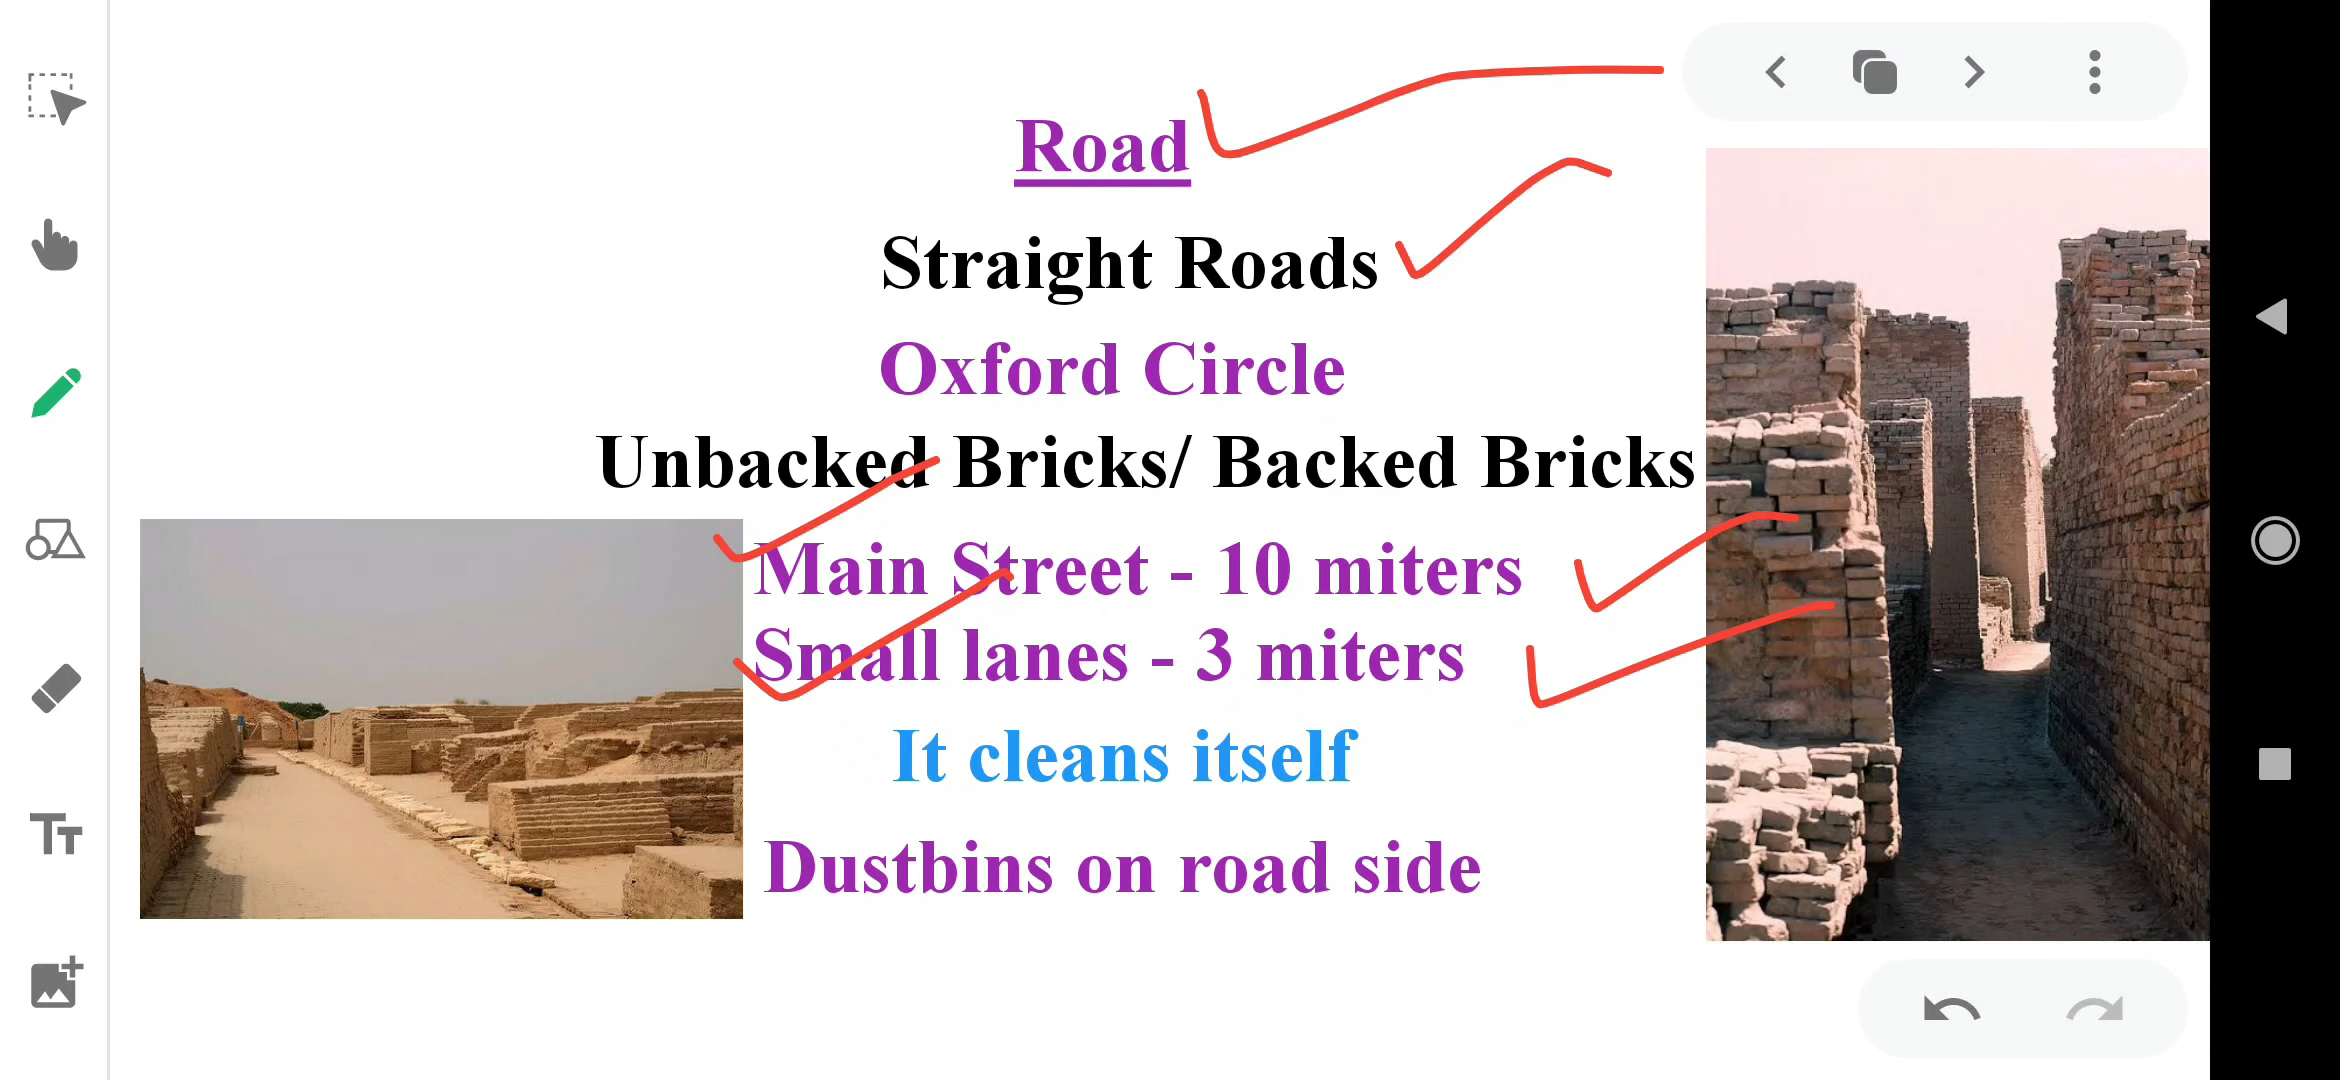 Road
Straight Roads
Oxford Circle
Unbacked Bricks/ Backed Bricks
Main Street - 10 miters
Small lanes - 3 miters
It cleans itself
Dustbins on road side